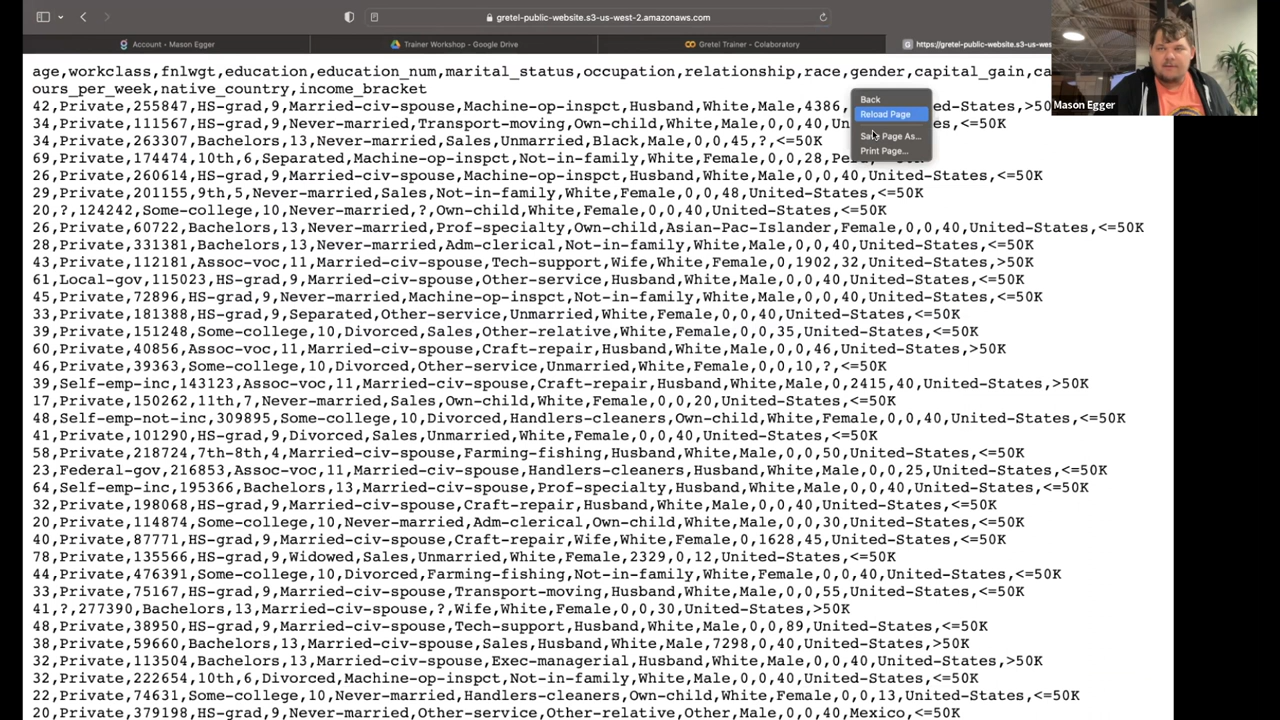 gretel-public-website.s3-us-west-2.amazonaws.com
Account • Mason Egger
Trainer Workshop - Google Drive
Gretel Trainer - Colaboratory
https://gretel-public-website.s3-us-wes
Mason Egger
age,workclass,fnlwgt,education,education_num,marital_status,occupation,relationship,race,gender,capital_gain,ca
ours_per_week,native_country,income_bracket
42,Private,255847,HS-grad,9,Married-civ-spouse,Machine-op-inspct,Husband,White,Male,4386, ed-States,>50
34,Private,111567,HS-grad,9,Never-married,Transport-moving,Own-child,White,Male,0,0,40,Un es,<=50K
34,Private,263307,Bachelors,13,Never-married,Sales,Unmarried,Black,Male,0,0,45,?,<=50K
69,Private,174474,10th,6,Separated,Machine-op-inspct,Not-in-family,White,Female,0,0,28,Peru
26,Private,260614,HS-grad,9,Married-civ-spouse,Machine-op-inspct,Husband,White,Male,0,0,40,United-States,<=50K
29,Private,201155,9th,5,Never-married,Sales,Not-in-family,White,Female,0,0,48,United-States,<=50K
20,?,124242,Some-college,10,Never-married,?,Own-child,White,Female,0,0,40,United-States,<=50K
26,Private,60722,Bachelors,13,Never-married,Prof-specialty,Own-child,Asian-Pac-Islander,Female,0,0,40,United-States,<=50K
28,Private,331381,Bachelors,13,Never-married,Adm-clerical,Not-in-family,White,Male,0,0,40,United-States,<=50K
43,Private,112181,Assoc-voc,11,Married-civ-spouse,Tech-support,Wife,White,Female,0,1902,32,United-States,>50K
61,Local-gov,115023,HS-grad,9,Married-civ-spouse,Other-service,Husband,White,Male,0,0,40,United-States,<=50K
45,Private,72896,HS-grad,9,Never-married,Machine-op-inspct,Not-in-family,White,Male,0,0,40,United-States,<=50K
33,Private,181388,HS-grad,9,Separated,Other-service,Unmarried,White,Female,0,0,40,United-States,<=50K
39,Private,151248,Some-college,10,Divorced,Sales,Other-relative,White,Female,0,0,35,United-States,<=50K
60,Private,40856,Assoc-voc,11,Married-civ-spouse,Craft-repair,Husband,White,Male,0,0,46,United-States,>50K
46,Private,39363,Some-college,10,Divorced,Other-service,Unmarried,White,Female,0,0,10,?,<=50K
39,Self-emp-inc,143123,Assoc-voc,11,Married-civ-spouse,Craft-repair,Husband,White,Male,0,2415,40,United-States,>50K
17,Private,150262,11th,7,Never-married,Sales,Own-child,White,Female,0,0,20,United-States,<=50K
48,Self-emp-not-inc,309895,Some-college,10,Divorced,Handlers-cleaners,Own-child,White,Female,0,0,40,United-States,<=50K
41,Private,101290,HS-grad,9,Divorced,Sales,Unmarried,White,Female,0,0,40,United-States,<=50K
58,Private,218724,7th-8th,4,Married-civ-spouse,Farming-fishing,Husband,White,Male,0,0,50,United-States,<=50K
23,Federal-gov,216853,Assoc-voc,11,Married-civ-spouse,Handlers-cleaners,Husband,White,Male,0,0,25,United-States,<=50K
64,Self-emp-inc,195366,Bachelors,13,Married-civ-spouse,Prof-specialty,Husband,White,Male,0,0,40,United-States,<=50K
32,Private,198068,HS-grad,9,Married-civ-spouse,Craft-repair,Husband,White,Male,0,0,40,United-States,<=50K
20,Private,114874,Some-college,10,Never-married,Adm-clerical,Own-child,White,Female,0,0,30,United-States,<=50K
40,Private,87771,HS-grad,9,Married-civ-spouse,Craft-repair,Wife,White,Female,0,1628,45,United-States,<=50K
78,Private,135566,HS-grad,9,Widowed,Sales,Unmarried,White,Female,2329,0,12,United-States,<=50K
44,Private,476391,Some-college,10,Divorced,Farming-fishing,Not-in-family,White,Female,0,0,40,United-States,<=50K
33,Private,75167,HS-grad,9,Married-civ-spouse,Transport-moving,Husband,White,Male,0,0,55,United-States,<=50K
41,?,277390,Bachelors,13,Married-civ-spouse,?,Wife,White,Female,0,0,30,United-States,>50K
48,Private,38950,HS-grad,9,Married-civ-spouse,Tech-support,Husband,White,Male,0,0,89,United-States,<=50K
38,Private,59660,Bachelors,13,Married-civ-spouse,Sales,Husband,White,Male,7298,0,40,United-States,>50K
32,Private,113504,Bachelors,13,Married-civ-spouse,Exec-managerial,Husband,White,Male,0,0,40,United-States,>50K
32,Private,222654,10th,6,Divorced,Machine-op-inspct,Not-in-family,White,Male,0,0,40,United-States,<=50K
22,Private,74631,Some-college,10,Never-married,Handlers-cleaners,Own-child,White,Female,0,0,13,United-States,<=50K
20,Private,379198,HS-grad,9,Never-married,Other-service,Other-relative,Other,Male,0,0,40,Mexico,<=50K
Back
Reload Page
Save Page As...
Print Page...